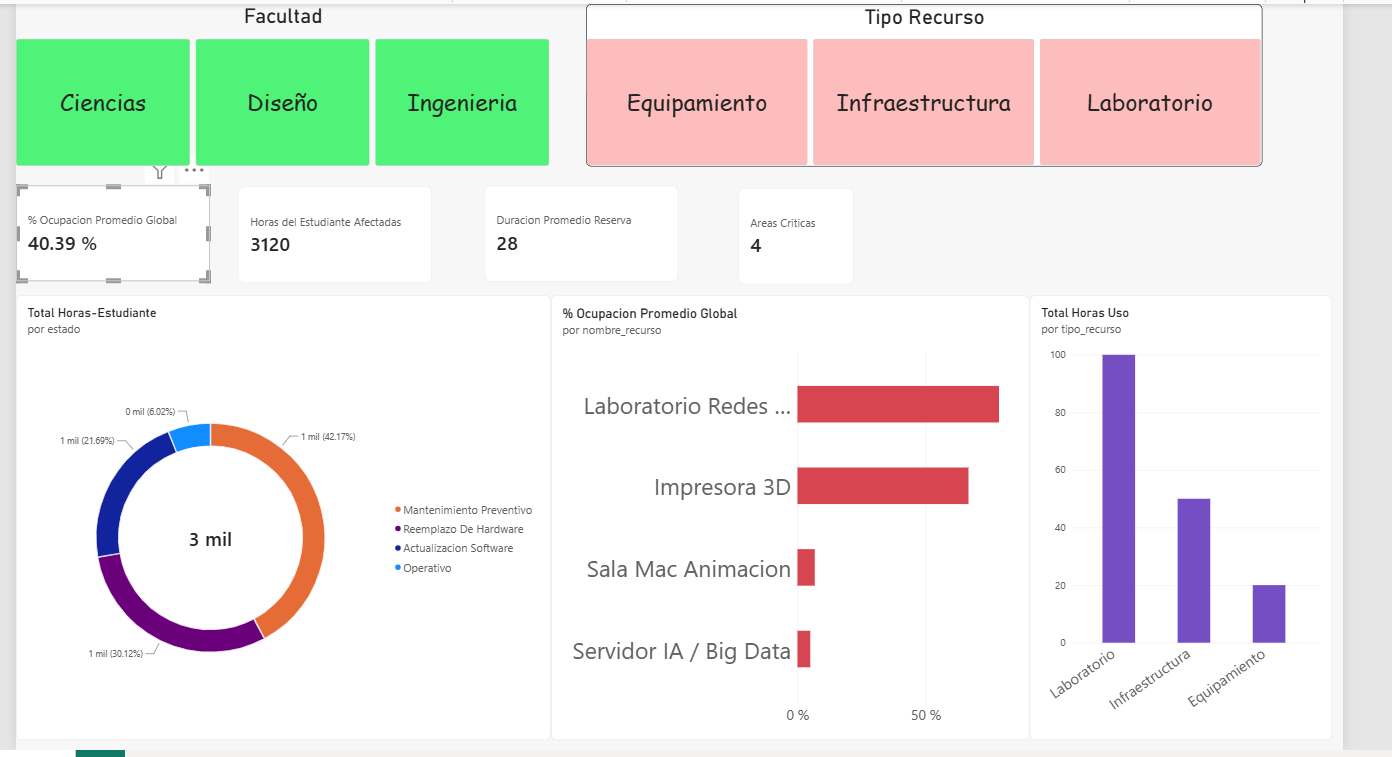 Facultad
Tipo Recurso
Ciencias
Diseño
Ingenieria
Equipamiento
Infraestructura
Laboratorio
% Ocupacion Promedio Global
40.39 %
Horas del Estudiante Afectadas
3120
Duracion Promedio Reserva
28
Areas Criticas
4
Total Horas-Estudiante
por estado
0 mil (6.02%)
1 mil (21.69%)
1 mil (42.17%)
3 mil
1 mil (30.12%)
Mantenimiento Preventivo
Reemplazo De Hardware
Actualizacion Software
Operativo
% Ocupacion Promedio Global
por nombre_recurso
Laboratorio Redes ...
Impresora 3D
Sala Mac Animacion
Servidor IA / Big Data
0 %
50 %
Total Horas Uso
por tipo_recurso
100
80
60
40
20
0
Laboratorio
Infraestructura
Equipamiento